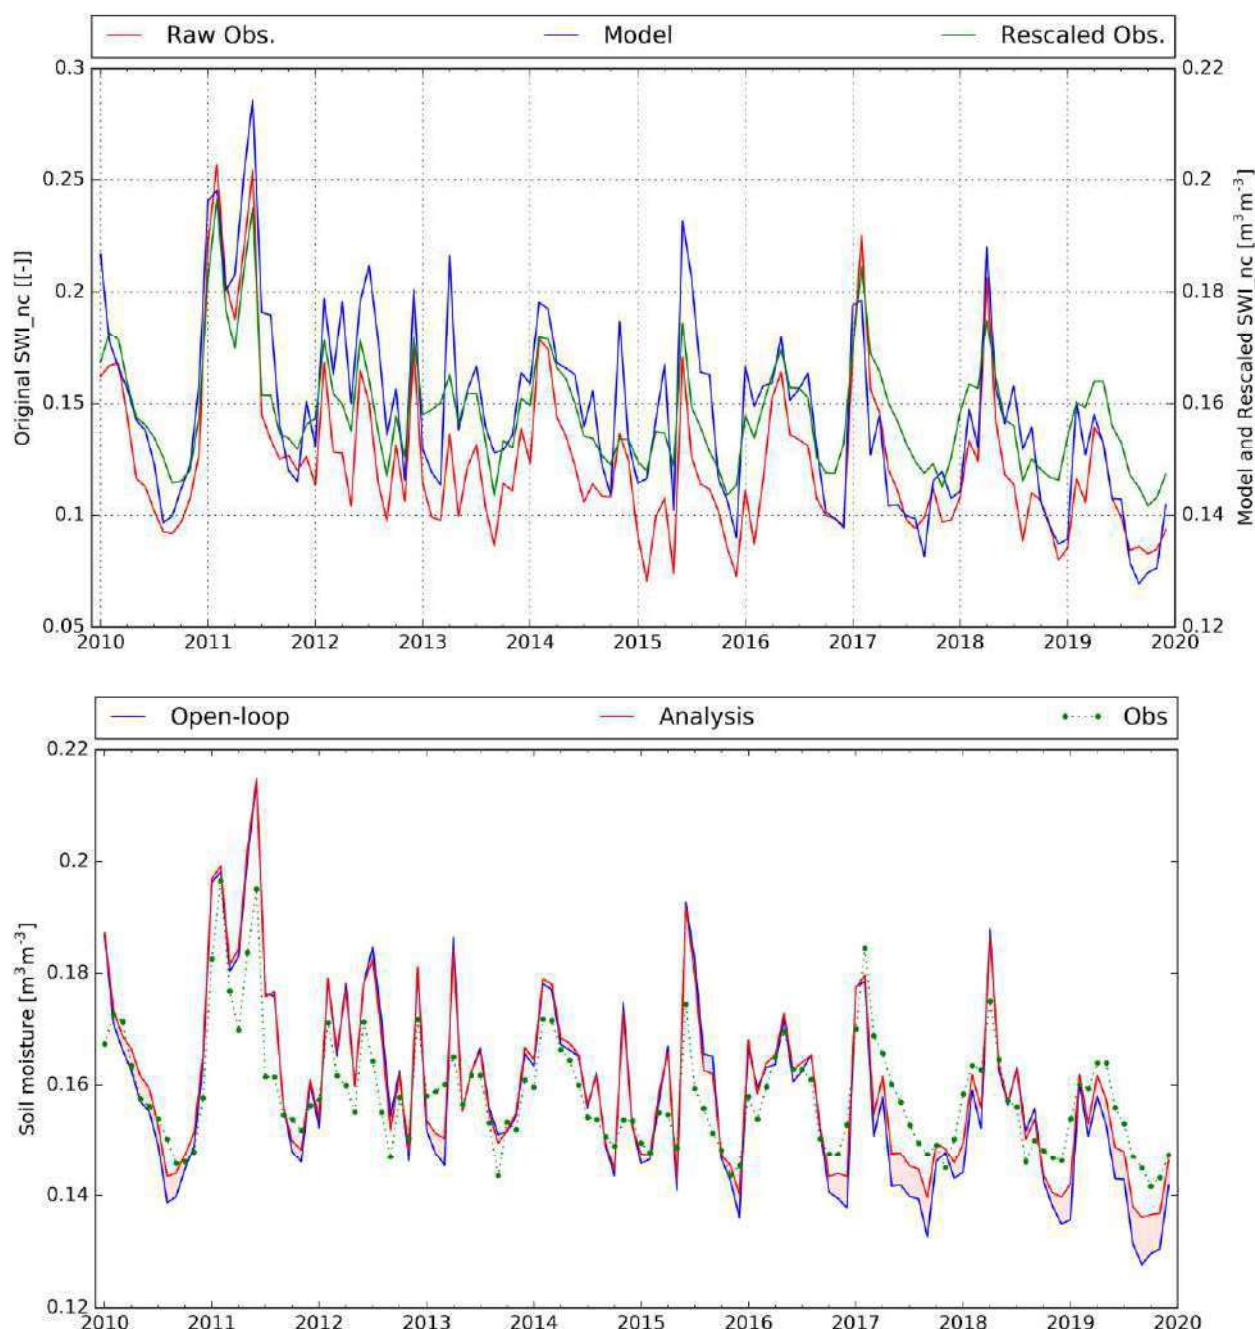 Raw Obs. Model Rescaled Obs.
0.3 0.22
0.25 0.2
0.2 0.18
0.15 0.16
0.1 0.14
0.05 0.12
Original SWI_nc [[-]]
Model and Rescaled SWI_nc [m³m⁻³]
2010 2011 2012 2013 2014 2015 2016 2017 2018 2019 2020
Open-loop Analysis Obs
0.22
0.2
0.18
0.16
0.14
0.12
Soil moisture [m³m⁻³]
2010 2011 2012 2013 2014 2015 2016 2017 2018 2019 2020